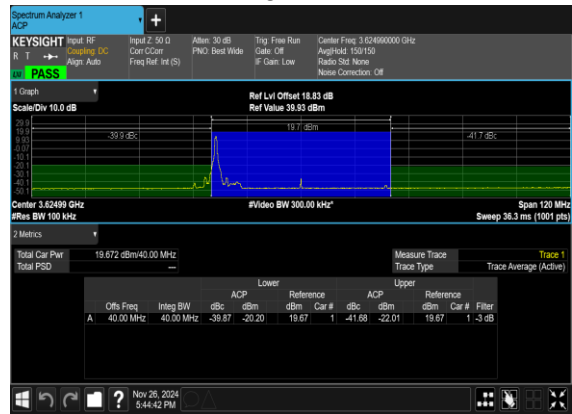 Spectrum Analyzer 1
ACP
+
KEYSIGHT Input: RF Input Z: 50 Ω Atten: 30 dB Trig: Free Run Center Freq: 3.624990000 GHz
R T Coupling: DC Corr CCorr PNO: Best Wide Gate: Off Avg|Hold: 150/150
Align: Auto Freq Ref: Int (S) IF Gain: Low Radio Std: None
LW PASS Noise Correction: Off
1 Graph Ref Lvl Offset 18.83 dB
Scale/Div 10.0 dB Ref Value 39.93 dBm
29.9
19.9 19.7 dBm
9.93 -39.9 dBc -41.7 dBc
-0.07
-10.1
-20.1
-30.1
-40.1
-50.1
Center 3.62499 GHz #Video BW 300.00 kHz* Span 120 MHz
#Res BW 100 kHz Sweep 36.3 ms (1001 pts)
2 Metrics
Total Car Pwr 19.672 dBm/40.00 MHz Measure Trace Trace 1
Total PSD --- Trace Type Trace Average (Active)
Lower Upper
ACP Reference ACP Reference
Offs Freq Integ BW dBc dBm dBm Car # dBc dBm dBm Car # Filter
A 40.00 MHz 40.00 MHz -39.87 -20.20 19.67 1 -41.68 -22.01 19.67 1 -3 dB
? Nov 26, 2024
5:44:42 PM